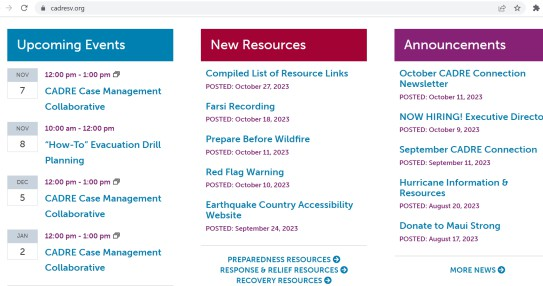 cadresv.org
Upcoming Events
NOV
7
12:00 pm - 1:00 pm
CADRE Case Management
Collaborative
NOV
8
10:00 am - 12:00 pm
“How-To” Evacuation Drill
Planning
DEC
5
12:00 pm - 1:00 pm
CADRE Case Management
Collaborative
JAN
2
12:00 pm - 1:00 pm
CADRE Case Management
Collaborative
New Resources
Compiled List of Resource Links
POSTED: October 27, 2023
Farsi Recording
POSTED: October 18, 2023
Prepare Before Wildfire
POSTED: October 11, 2023
Red Flag Warning
POSTED: October 10, 2023
Earthquake Country Accessibility
Website
POSTED: September 24, 2023
PREPAREDNESS RESOURCES
RESPONSE & RELIEF RESOURCES
RECOVERY RESOURCES
Announcements
October CADRE Connection
Newsletter
POSTED: October 11, 2023
NOW HIRING! Executive Directo
POSTED: October 9, 2023
September CADRE Connection
POSTED: September 11, 2023
Hurricane Information &
Resources
POSTED: August 20, 2023
Donate to Maui Strong
POSTED: August 17, 2023
MORE NEWS